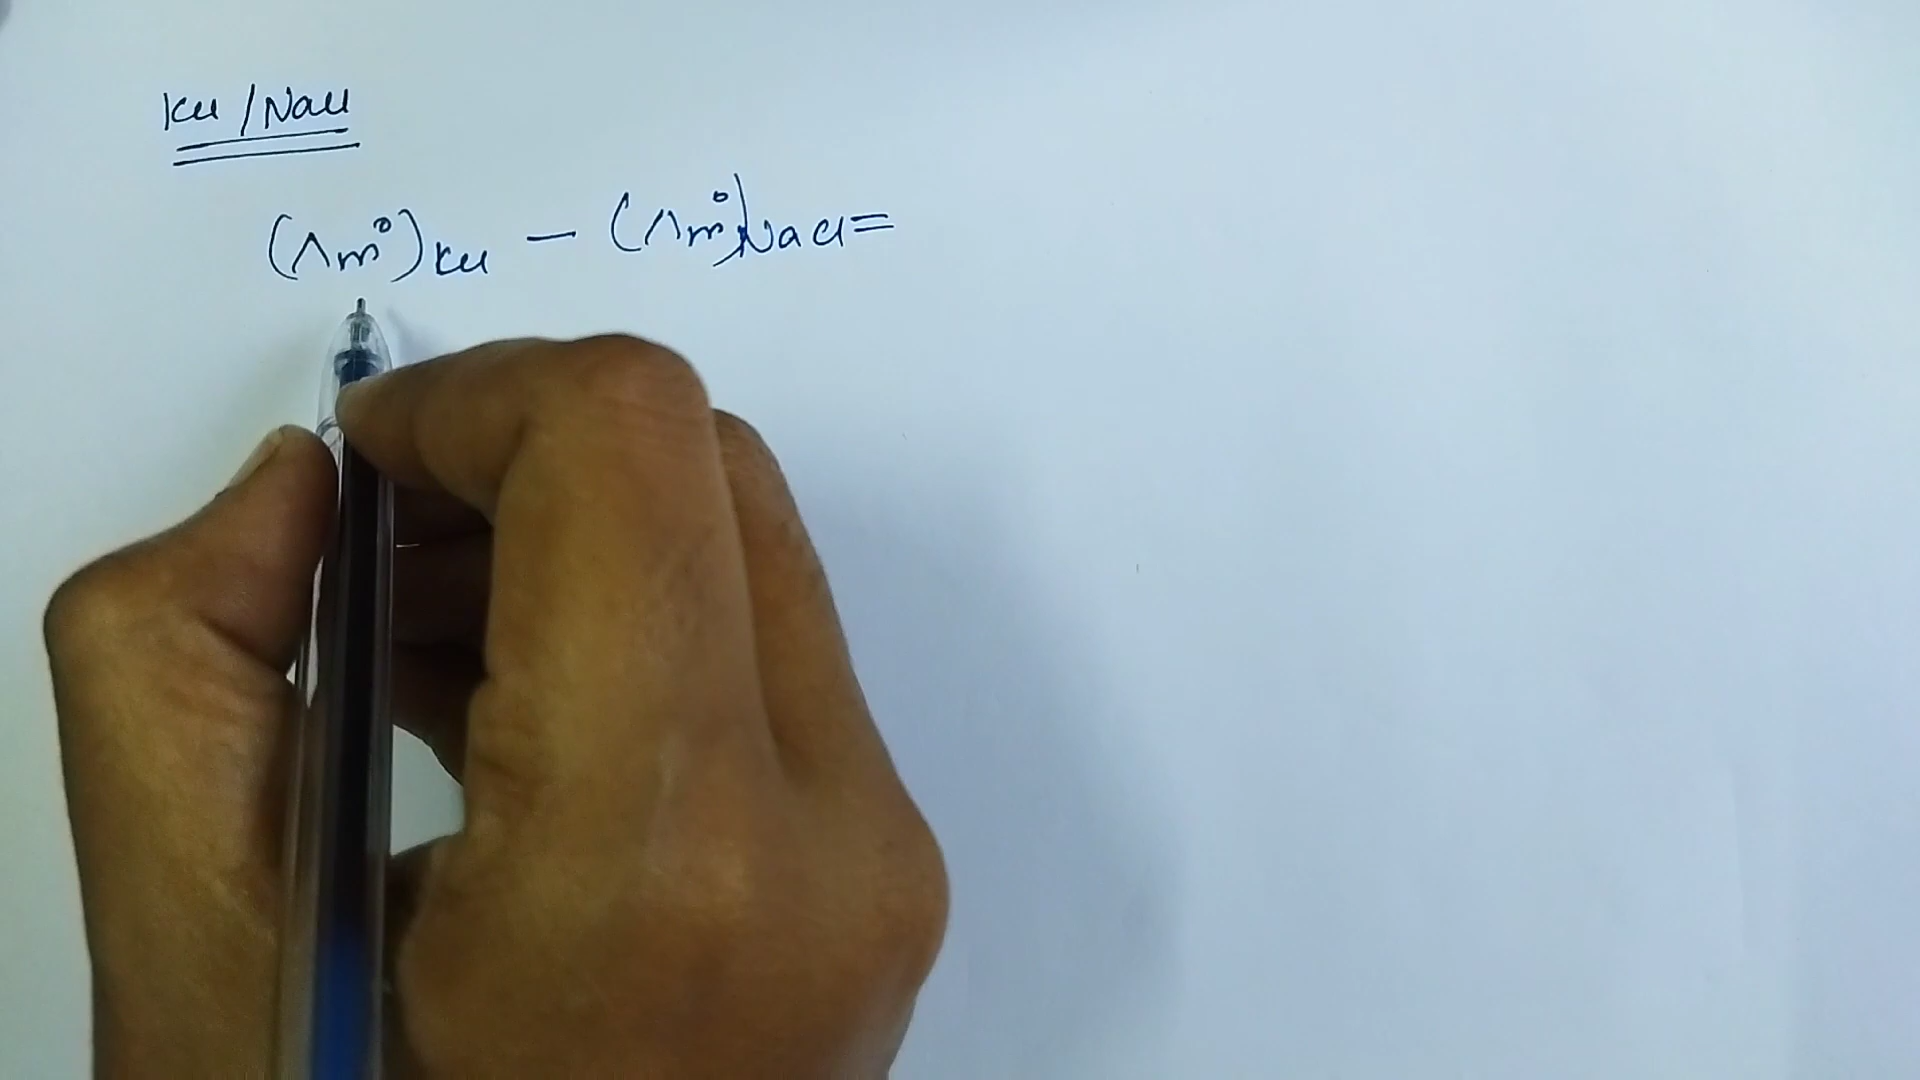 KCl / NaCl
(Λm°)KCl − (Λm°)NaCl =